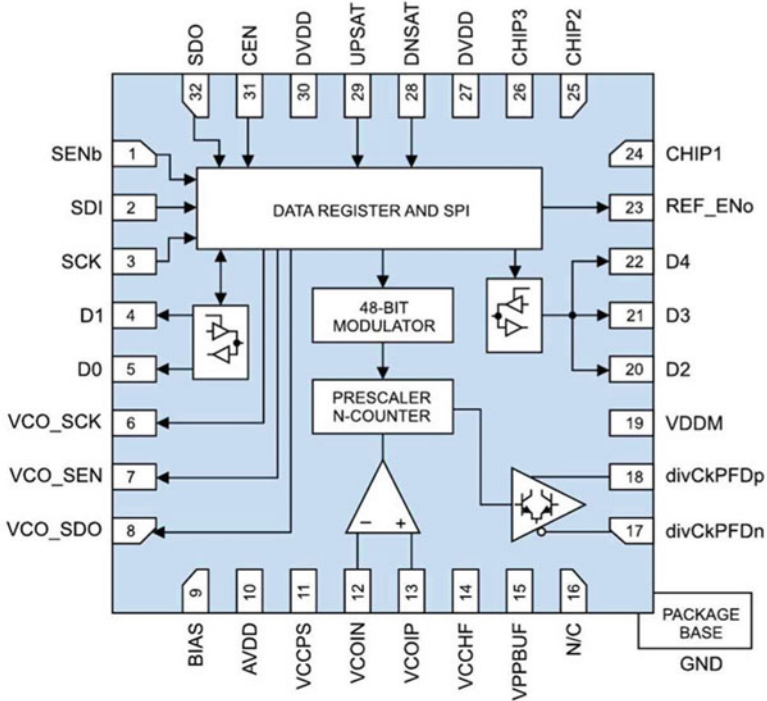 SDO
CEN
DVDD
UPSAT
DNSAT
DVDD
CHIP3
CHIP2
32
31
30
29
28
27
26
25
SENb 1
SDI 2
SCK 3
D1 4
D0 5
VCO_SCK 6
VCO_SEN 7
VCO_SDO 8
DATA REGISTER AND SPI
48-BIT
MODULATOR
PRESCALER
N-COUNTER
– +
24 CHIP1
23 REF_ENo
22 D4
21 D3
20 D2
19 VDDM
18 divCkPFDp
17 divCkPFDn
9
10
11
12
13
14
15
16
BIAS
AVDD
VCCPS
VCOIN
VCOIP
VCCHF
VPPBUF
N/C
PACKAGE
BASE
GND